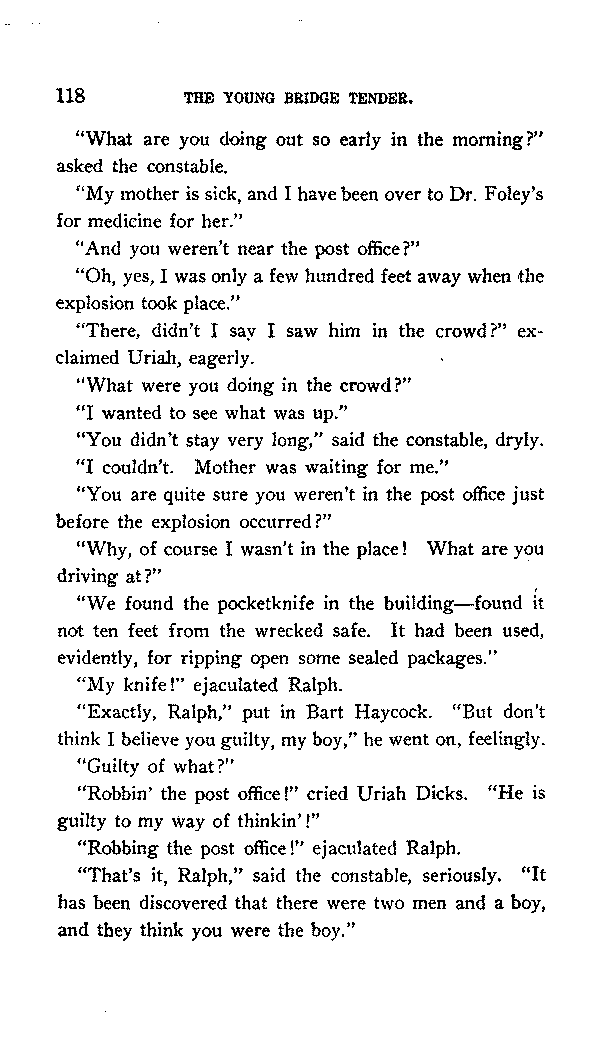 118 THE YOUNG BRIDGE TENDER.
"What are you doing out so early in the morning?"
asked the constable.
"My mother is sick, and I have been over to Dr. Foley's
for medicine for her."
"And you weren't near the post office?"
"Oh, yes, I was only a few hundred feet away when the
explosion took place."
"There, didn't I say I saw him in the crowd?" ex-
claimed Uriah, eagerly.
"What were you doing in the crowd?"
"I wanted to see what was up."
"You didn't stay very long," said the constable, dryly.
"I couldn't. Mother was waiting for me."
"You are quite sure you weren't in the post office just
before the explosion occurred?"
"Why, of course I wasn't in the place! What are you
driving at?"
"We found the pocketknife in the building—found it
not ten feet from the wrecked safe. It had been used,
evidently, for ripping open some sealed packages."
"My knife!" ejaculated Ralph.
"Exactly, Ralph," put in Bart Haycock. "But don't
think I believe you guilty, my boy," he went on, feelingly.
"Guilty of what?"
"Robbin' the post office!" cried Uriah Dicks. "He is
guilty to my way of thinkin'!"
"Robbing the post office!" ejaculated Ralph.
"That's it, Ralph," said the constable, seriously. "It
has been discovered that there were two men and a boy,
and they think you were the boy."